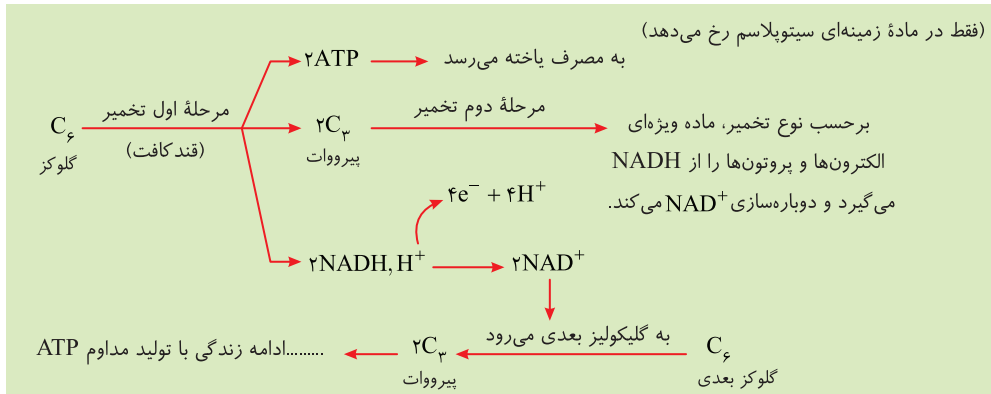 (فقط در مادهٔ زمینه‌ای سیتوپلاسم رخ می‌دهد)
۲ATP
به مصرف یاخته می‌رسد
C۶
گلوکز
مرحلهٔ اول تخمیر
(قندکافت)
۲C۳
پیرووات
مرحلهٔ دوم تخمیر
برحسب نوع تخمیر، ماده ویژه‌ای
الکترون‌ها و پروتون‌ها را از NADH
می‌گیرد و دوباره‌سازی NAD⁺ می‌کند.
۴e⁻ + ۴H⁺
۲NADH, H⁺
۲NAD⁺
C۶
گلوکز بعدی
به گلیکولیز بعدی می‌رود
۲C۳
پیرووات
.........ادامه زندگی با تولید مداوم ATP